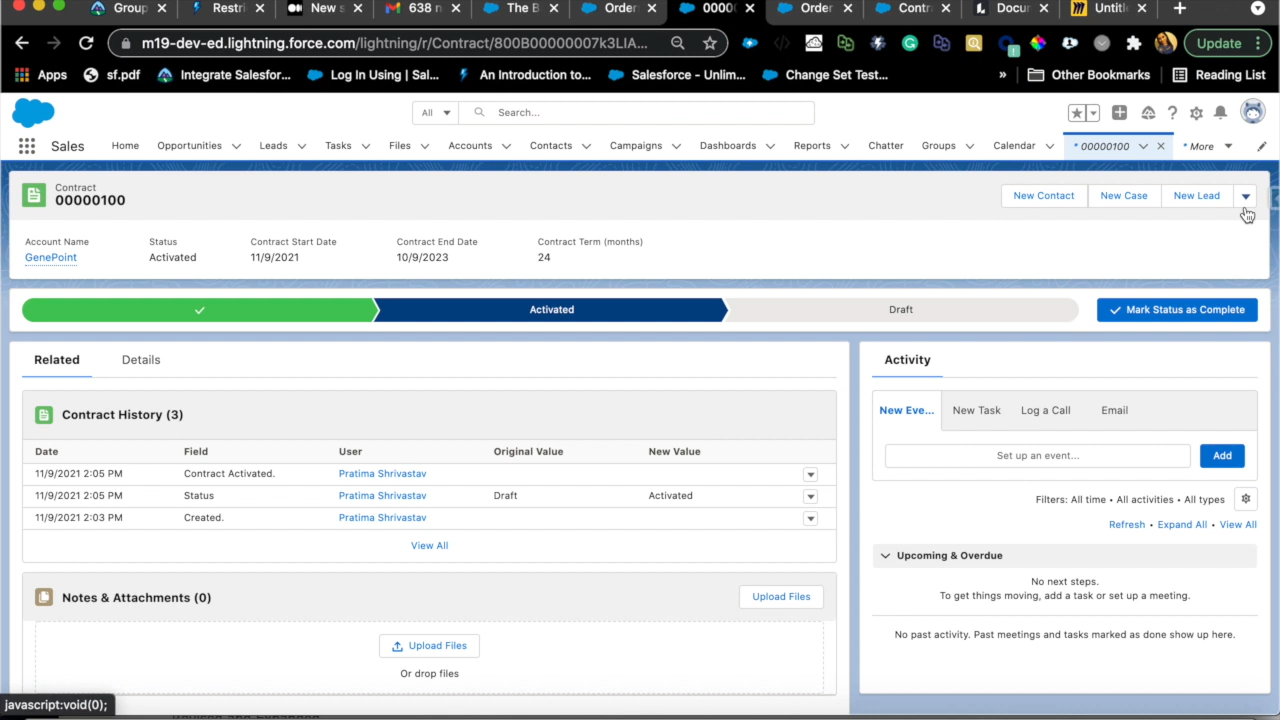 Group
Restri
New s
638 n
The B
Orden
0000(
Order
Contr
Docur
Untitl
m19-dev-ed.lightning.force.com/lightning/r/Contract/800B00000007k3LIA...
Update
Apps
sf.pdf
Integrate Salesfor...
Log In Using | Sal...
An Introduction to...
Salesforce - Unlim...
Change Set Test...
»
Other Bookmarks
Reading List
All
Search...
Sales
Home
Opportunities
Leads
Tasks
Files
Accounts
Contacts
Campaigns
Dashboards
Reports
Chatter
Groups
Calendar
* 00000100
* More
Contract
00000100
New Contact
New Case
New Lead
Account Name
Status
Contract Start Date
Contract End Date
Contract Term (months)
GenePoint
Activated
11/9/2021
10/9/2023
24
Activated
Draft
Mark Status as Complete
Related
Details
Contract History (3)
Date Field User Original Value New Value
11/9/2021 2:05 PM Contract Activated. Pratima Shrivastav
11/9/2021 2:05 PM Status Pratima Shrivastav Draft Activated
11/9/2021 2:03 PM Created. Pratima Shrivastav
View All
Notes & Attachments (0)
Upload Files
Upload Files
Or drop files
Activity
New Eve...
New Task
Log a Call
Email
Set up an event...
Add
Filters: All time • All activities • All types
Refresh • Expand All • View All
Upcoming & Overdue
No next steps.
To get things moving, add a task or set up a meeting.
No past activity. Past meetings and tasks marked as done show up here.
javascript:void(0);